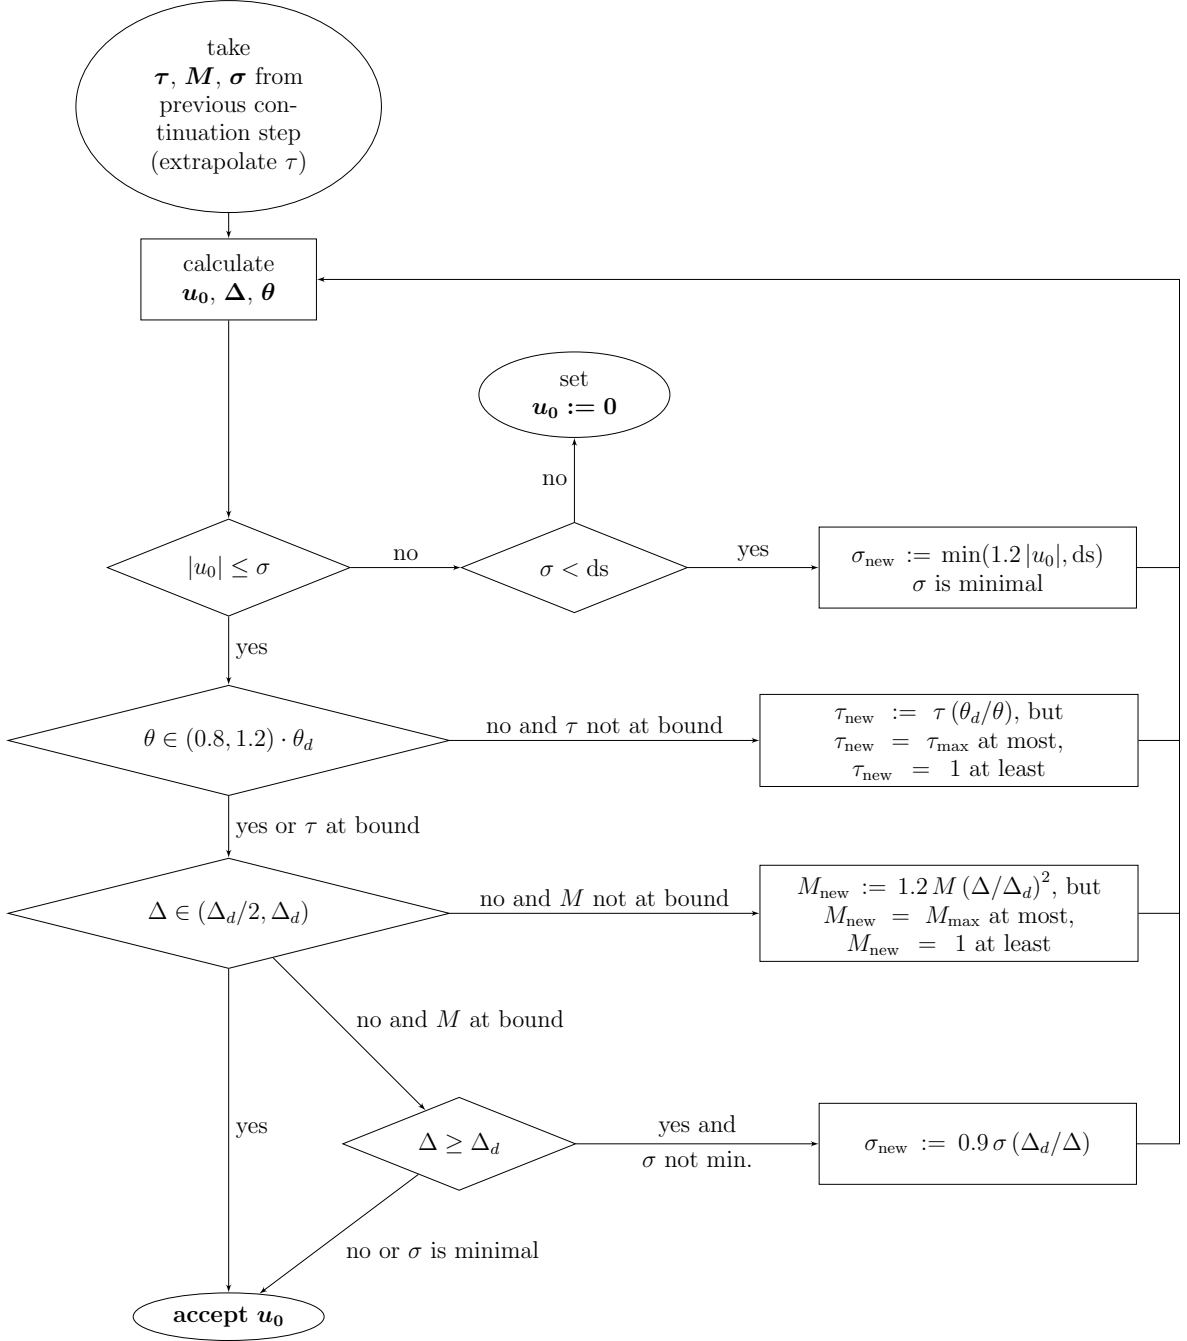 take
τ, M, σ from
previous con-
tinuation step
(extrapolate τ)
calculate
u₀, Δ, θ
set
u₀ := 0
no
|u₀| ≤ σ
no
σ < ds
yes
σ_new := min(1.2 |u₀|, ds)
σ is minimal
yes
θ ∈ (0.8, 1.2) · θ_d
no and τ not at bound
τ_new := τ (θ_d/θ), but
τ_new = τ_max at most,
τ_new = 1 at least
yes or τ at bound
Δ ∈ (Δ_d/2, Δ_d)
no and M not at bound
M_new := 1.2 M (Δ/Δ_d)², but
M_new = M_max at most,
M_new = 1 at least
no and M at bound
yes
Δ ≥ Δ_d
yes and
σ not min.
σ_new := 0.9 σ (Δ_d/Δ)
no or σ is minimal
accept u₀